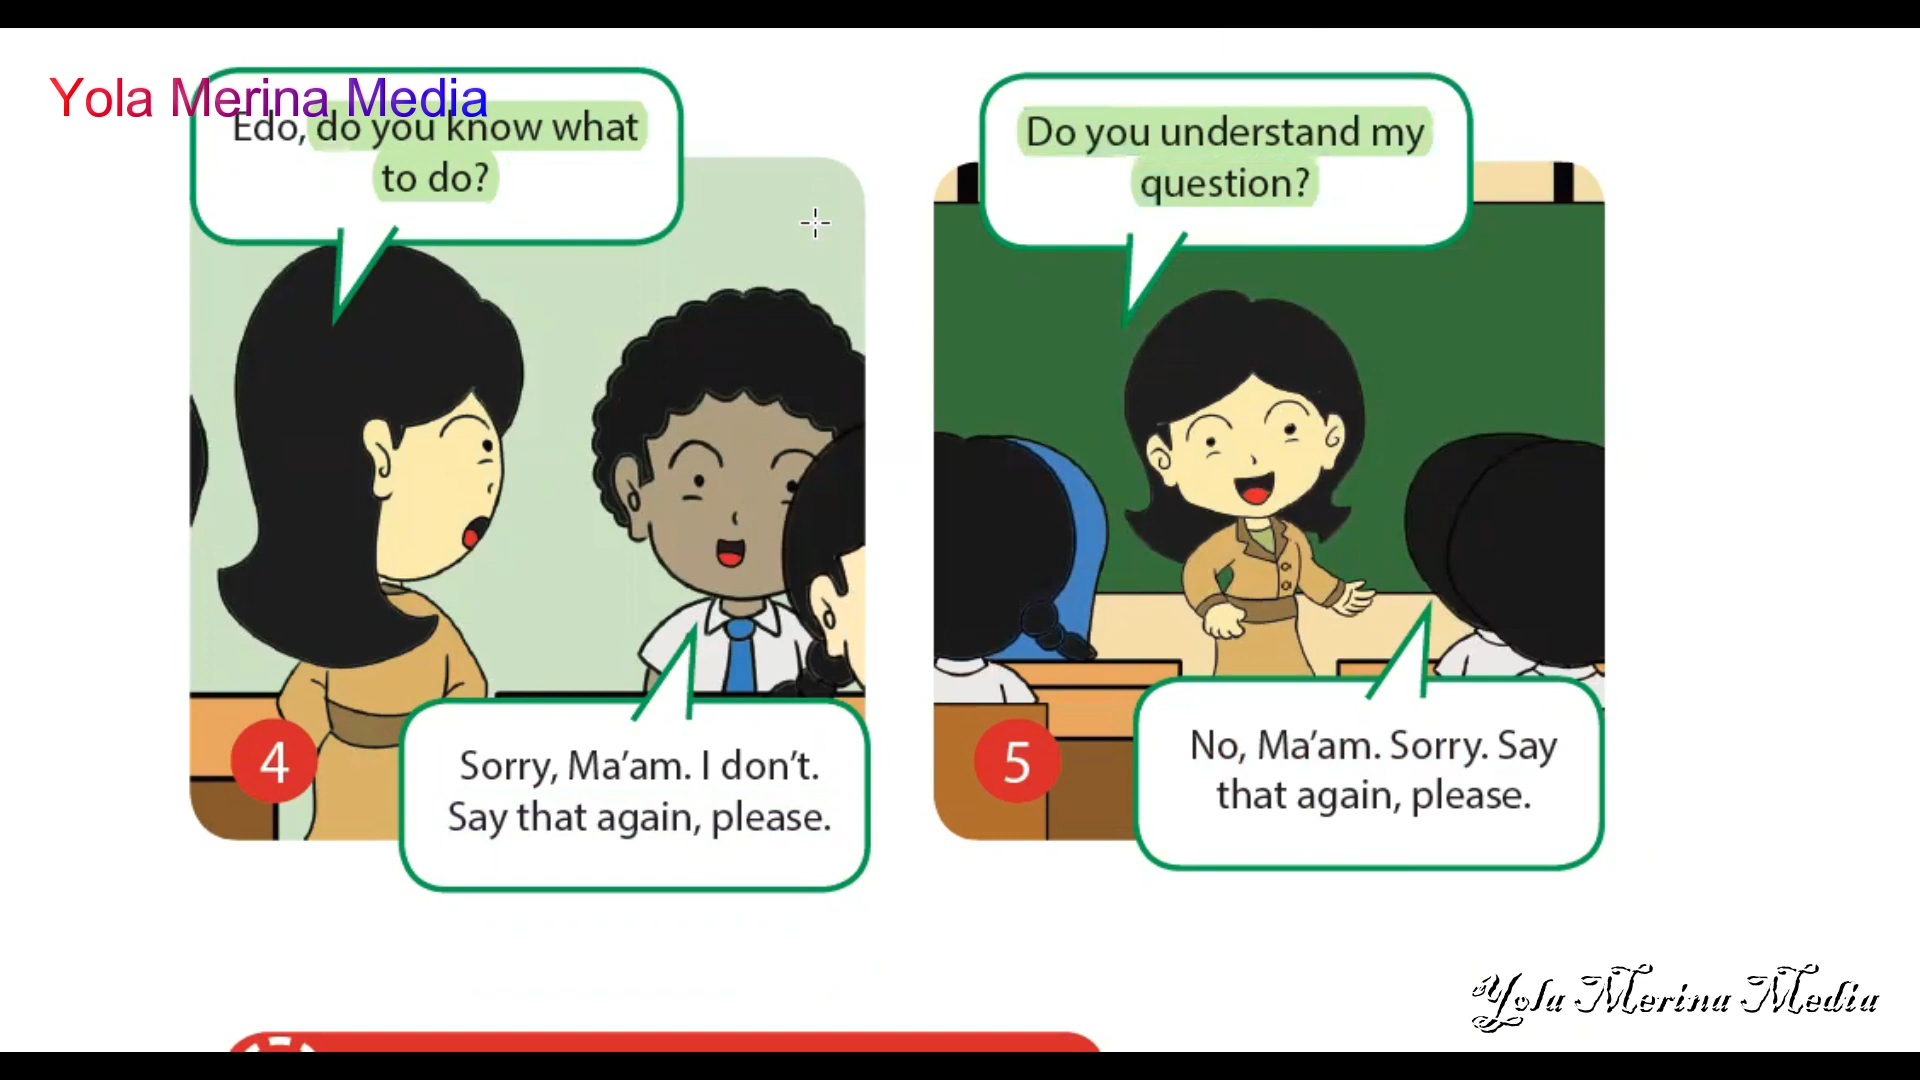 Yola Merina Media
Edo, do you know what
to do?
Sorry, Ma'am. I don't.
Say that again, please.
4
Do you understand my
question?
No, Ma'am. Sorry. Say
that again, please.
5
Yola Merina Media